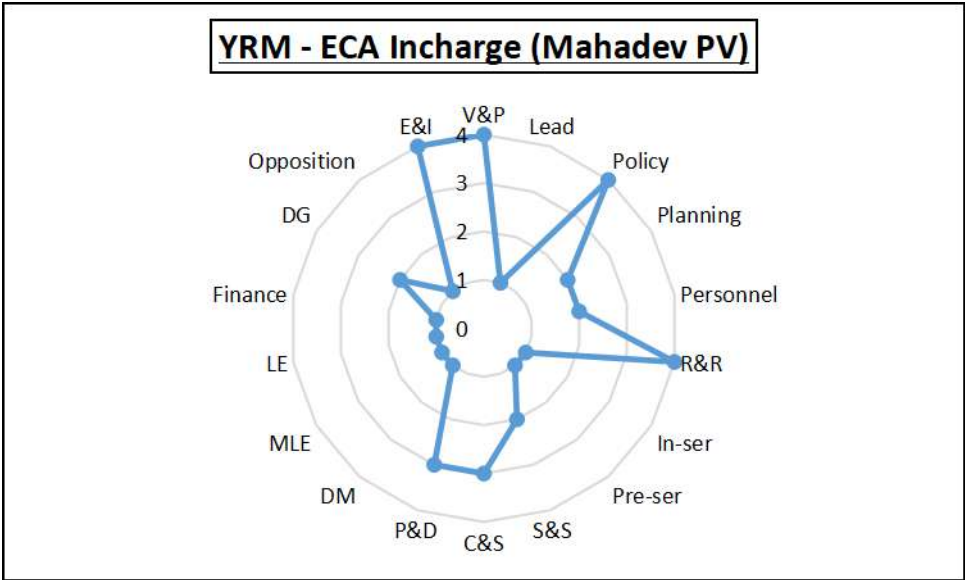 YRM - ECA Incharge (Mahadev PV)
V&P
Lead
Policy
Planning
Personnel
R&R
In-ser
Pre-ser
S&S
C&S
P&D
DM
MLE
LE
Finance
DG
Opposition
E&I
4
3
2
1
0